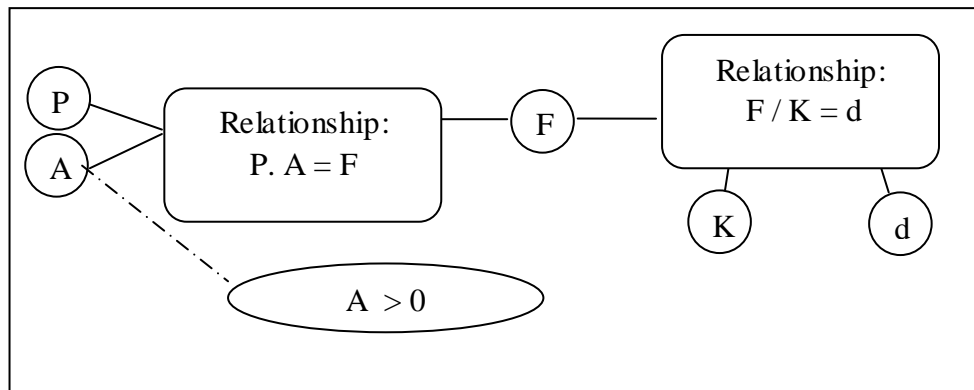 P
A
Relationship:
P. A = F
F
Relationship:
F / K = d
K
d
A > 0